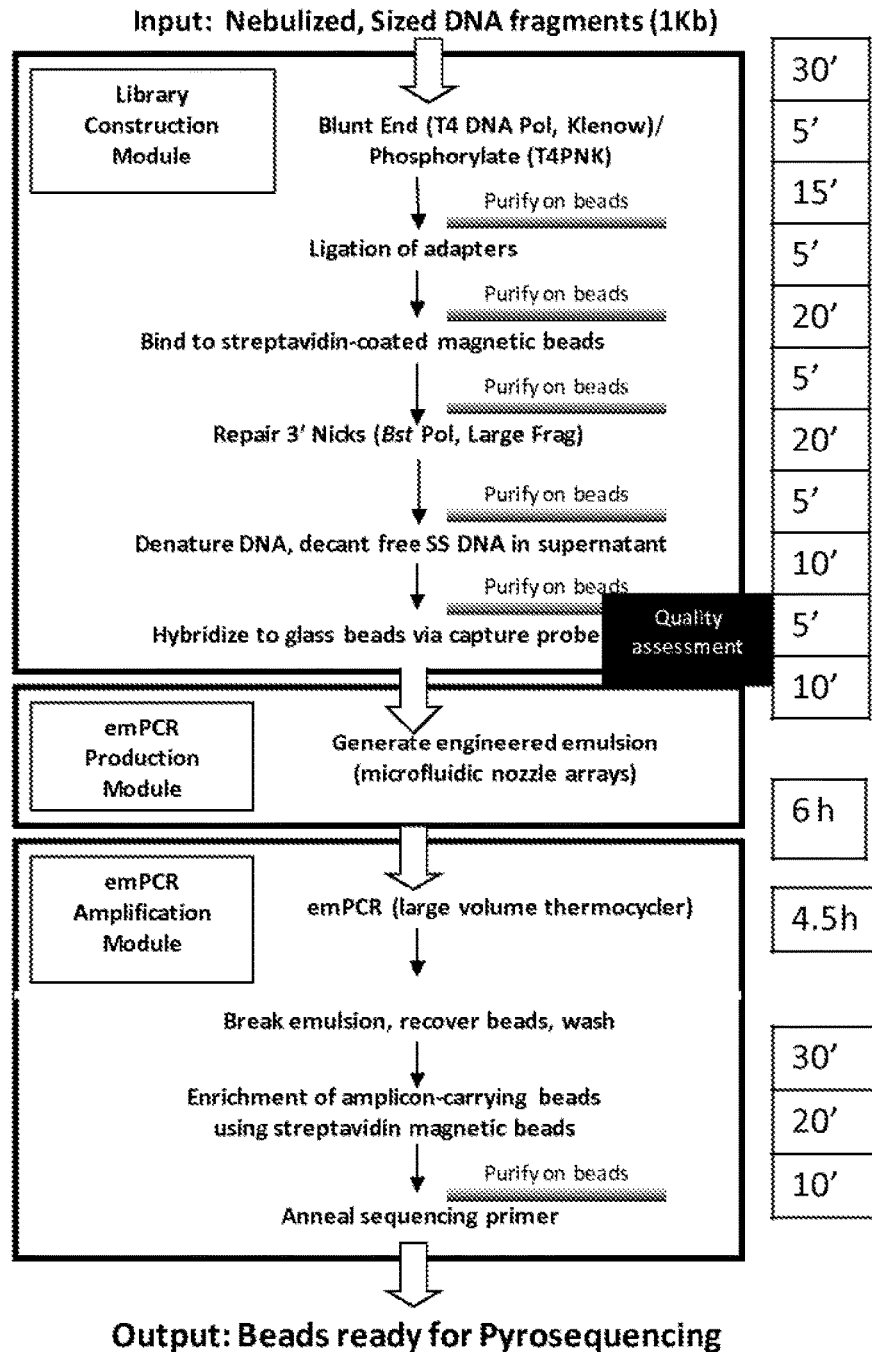 Input: Nebulized, Sized DNA fragments (1Kb)
Library
Construction
Module
Blunt End (T4 DNA Pol, Klenow)/
Phosphorylate (T4PNK)
Purify on beads
Ligation of adapters
Purify on beads
Bind to streptavidin-coated magnetic beads
Purify on beads
Repair 3' Nicks (Bst Pol, Large Frag)
Purify on beads
Denature DNA, decant free SS DNA in supernatant
Purify on beads
Hybridize to glass beads via capture probe
Quality
assessment
30'
5'
15'
5'
20'
5'
20'
5'
10'
5'
10'
emPCR
Production
Module
Generate engineered emulsion
(microfluidic nozzle arrays)
6 h
emPCR
Amplification
Module
emPCR (large volume thermocycler)
4.5h
Break emulsion, recover beads, wash
Enrichment of amplicon-carrying beads
using streptavidin magnetic beads
Purify on beads
Anneal sequencing primer
30'
20'
10'
Output: Beads ready for Pyrosequencing